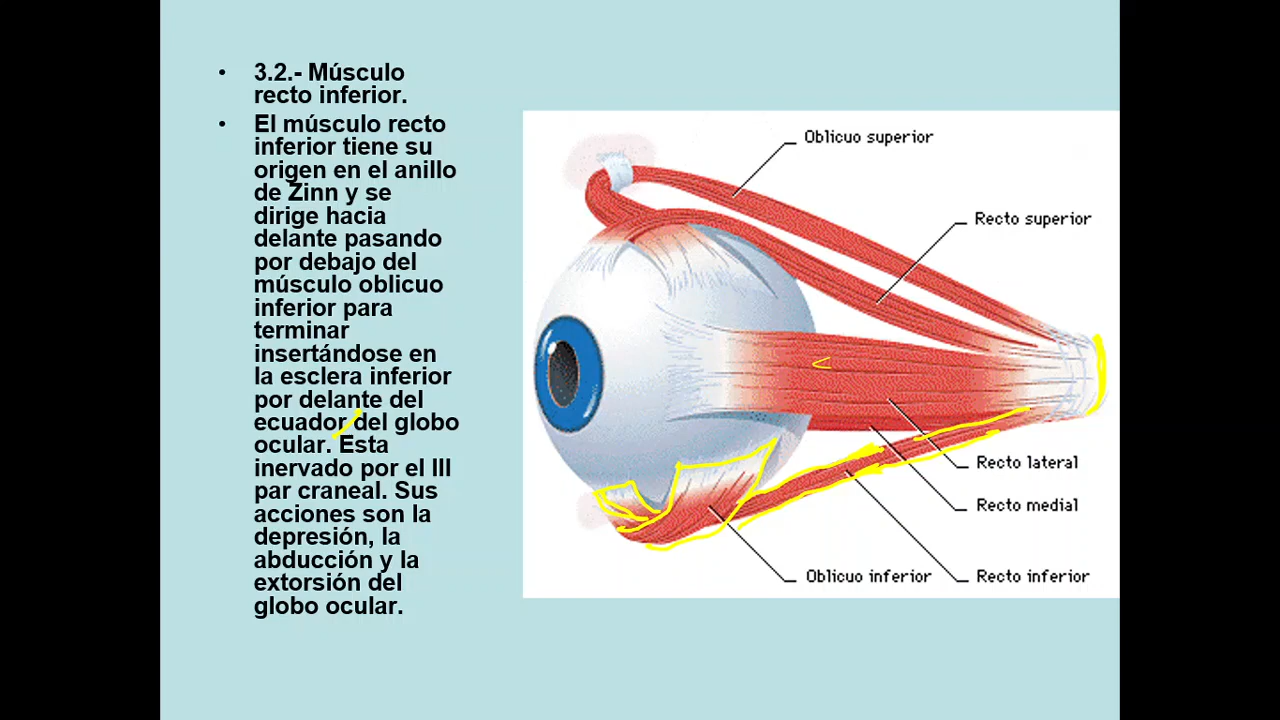 3.2.- Músculo
recto inferior.
El músculo recto
inferior tiene su
origen en el anillo
de Zinn y se
dirige hacia
delante pasando
por debajo del
músculo oblicuo
inferior para
terminar
insertándose en
la esclera inferior
por delante del
ecuador del globo
ocular. Esta
inervado por el III
par craneal. Sus
acciones son la
depresión, la
abducción y la
extorsión del
globo ocular.
Oblicuo superior
Recto superior
Recto lateral
Recto medial
Oblicuo inferior
Recto inferior